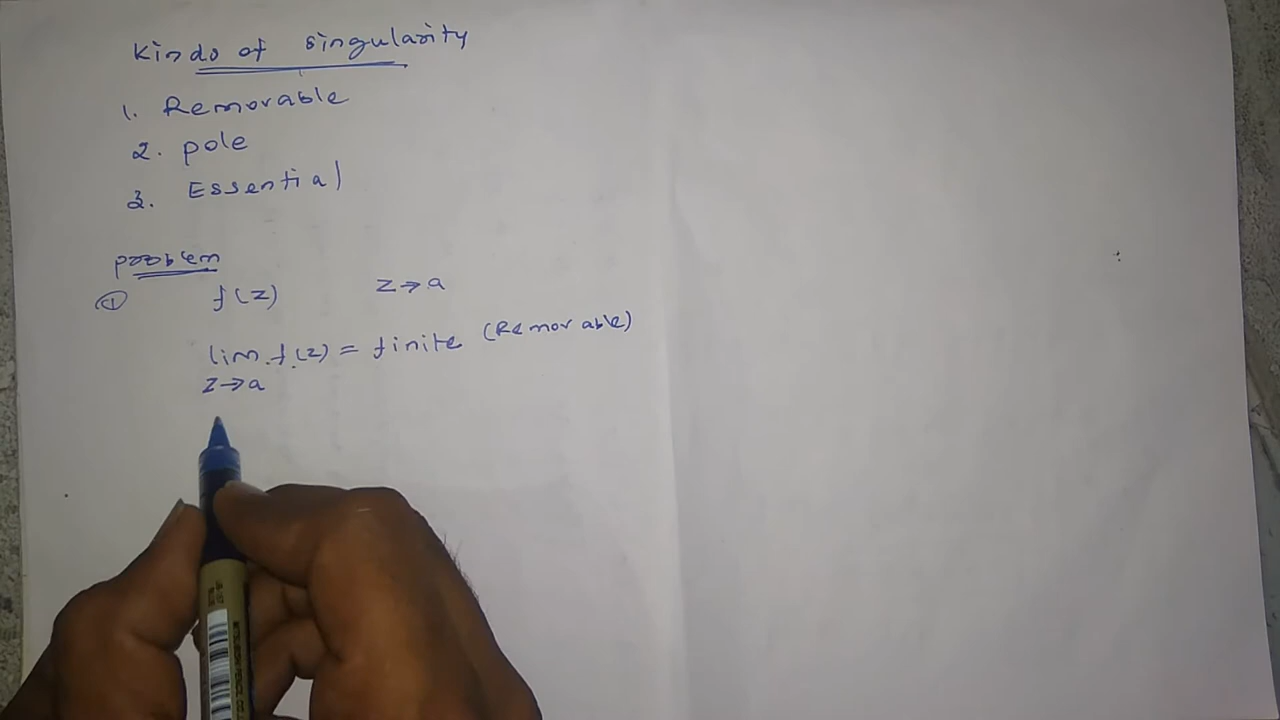 Kinds of singularity
1. Removable
2. pole
3. Essential
problem
① f(z) z→a
lim f(z) = finite (Removable)
z→a